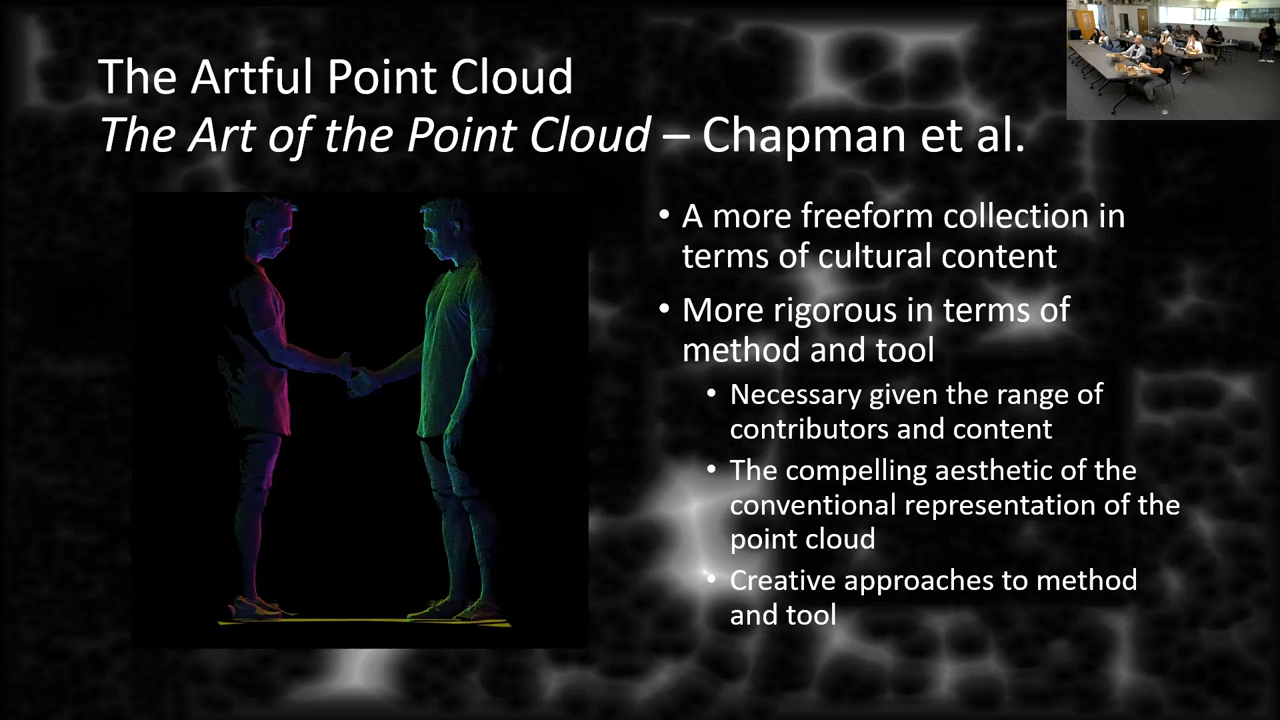 The Artful Point Cloud
The Art of the Point Cloud – Chapman et al.
• A more freeform collection in
terms of cultural content
• More rigorous in terms of
method and tool
• Necessary given the range of
contributors and content
• The compelling aesthetic of the
conventional representation of the
point cloud
• Creative approaches to method
and tool